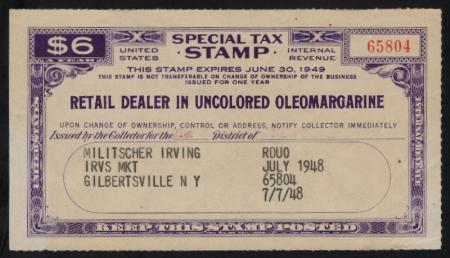 $6
A YEAR
SPECIAL TAX
STAMP
UNITED
STATES
INTERNAL
REVENUE
65804
THIS STAMP EXPIRES JUNE 30, 1949
THIS STAMP IS NOT TRANSFERABLE ON CHANGE OF OWNERSHIP OF THE BUSINESS
ISSUED FOR ONE YEAR
RETAIL DEALER IN UNCOLORED OLEOMARGARINE
UPON CHANGE OF OWNERSHIP, CONTROL OR ADDRESS, NOTIFY COLLECTOR IMMEDIATELY
Issued by the Collector for the District of
MILITSCHER IRVING RDUO
IRVS MKT JULY 1948
GILBERTSVILLE N Y 65804
7/7/48
KEEP THIS STAMP POSTED